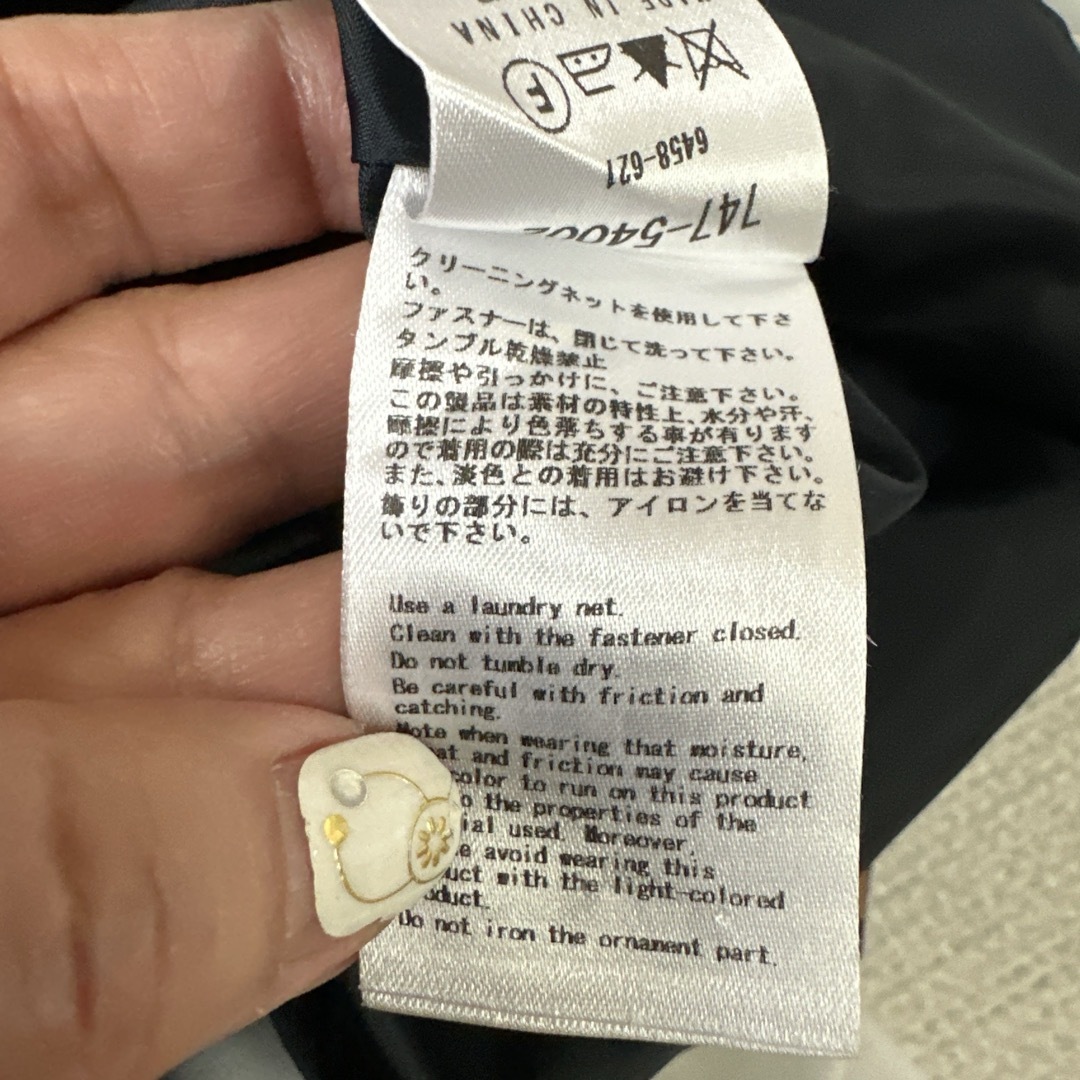 MADE IN CHINA
F
6458-621
747-5400
クリーニングネットを使用して下さ
い。
ファスナーは、閉じて洗って下さい。
タンブル乾燥禁止
摩擦や引っかけに、ご注意下さい。
この製品は素材の特性上、水分や汗、
摩擦により色落ちする事が有ります
ので着用の際は充分にご注意下さい。
また、淡色との着用はお避け下さい。
飾りの部分には、アイロンを当てな
いで下さい。
Use a laundry net.
Clean with the fastener closed.
Do not tumble dry.
Be careful with friction and
catching.
Note when wearing that moisture,
and friction may cause
color to run on this product
the properties of the
used. Moreover,
avoid wearing this
with the light-colored
Do not iron the ornament part.